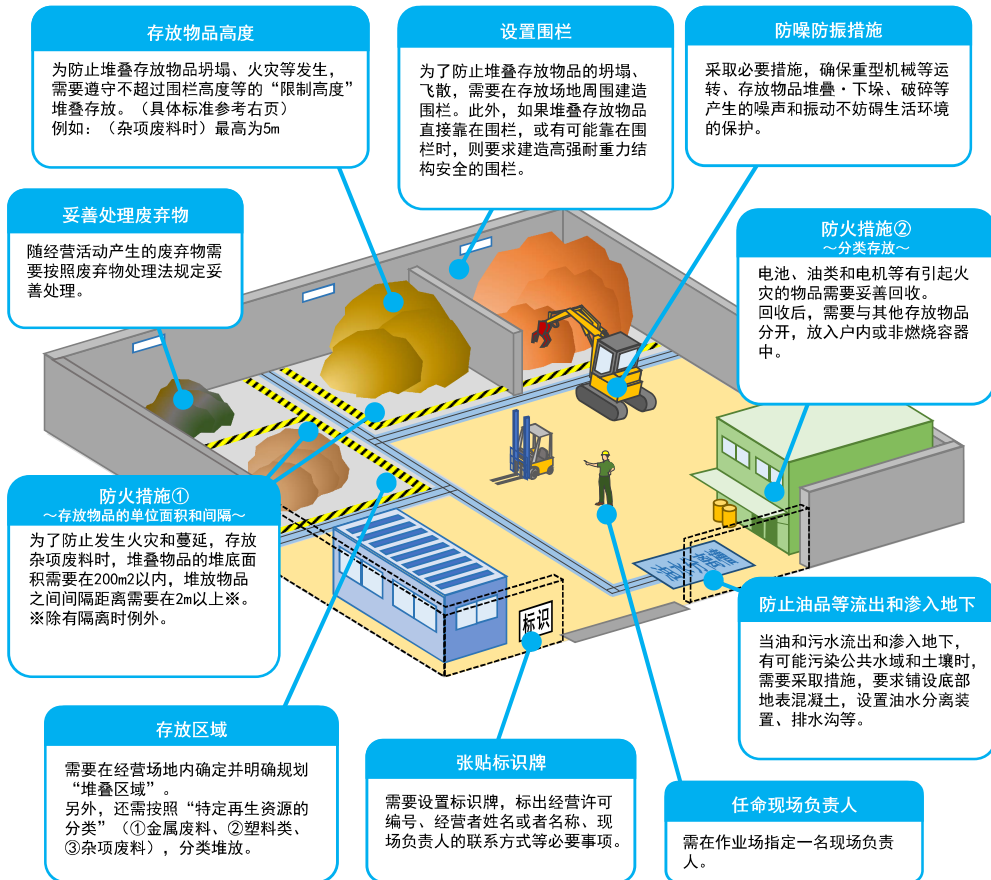 存放物品高度
为防止堆叠存放物品坍塌、火灾等发生，
需要遵守不超过围栏高度等的“限制高度”
堆叠存放。（具体标准参考右页）
例如：（杂项废料时）最高为5m
设置围栏
为了防止堆叠存放物品的坍塌、
飞散，需要在存放场地周围建造
围栏。此外，如果堆叠存放物品
直接靠在围栏，或有可能靠在围
栏时，则要求建造高强耐重力结
构安全的围栏。
防噪防振措施
采取必要措施，确保重型机械等运
转、存放物品堆疊・下垛、破碎等
产生的噪声和振动不妨碍生活环境
的保护。
妥善处理废弃物
随经营活动产生的废弃物需
要按照废弃物处理法规定妥
善处理。
防火措施②
～分类存放～
电池、油类和电机等有引起火
灾的物品需要妥善回收。
回收后，需要与其他存放物品
分开，放入户内或非燃烧容器
中。
防火措施①
～存放物品的单位面积和间隔～
为了防止发生火灾和蔓延，存放
杂项废料时，堆叠物品的堆底面
积需要在200m2以内，堆放物品
之间间隔距离需要在2m以上※。
※除有隔离时例外。
标识
防止油品等流出和渗入地下
当油和污水流出和渗入地下，
有可能污染公共水域和土壤时，
需要采取措施，要求铺设底部
地表混凝土，设置油水分离装
置、排水沟等。
存放区域
需要在经营场地内确定并明确规划
“堆叠区域”。
另外，还需按照“特定再生资源的
分类”（①金属废料、②塑料类、
③杂项废料），分类堆放。
张贴标识牌
需要设置标识牌，标出经营许可
编号、经营者姓名或者名称、现
场负责人的联系方式等必要事项。
任命现场负责人
需在作业场指定一名现场负责
人。